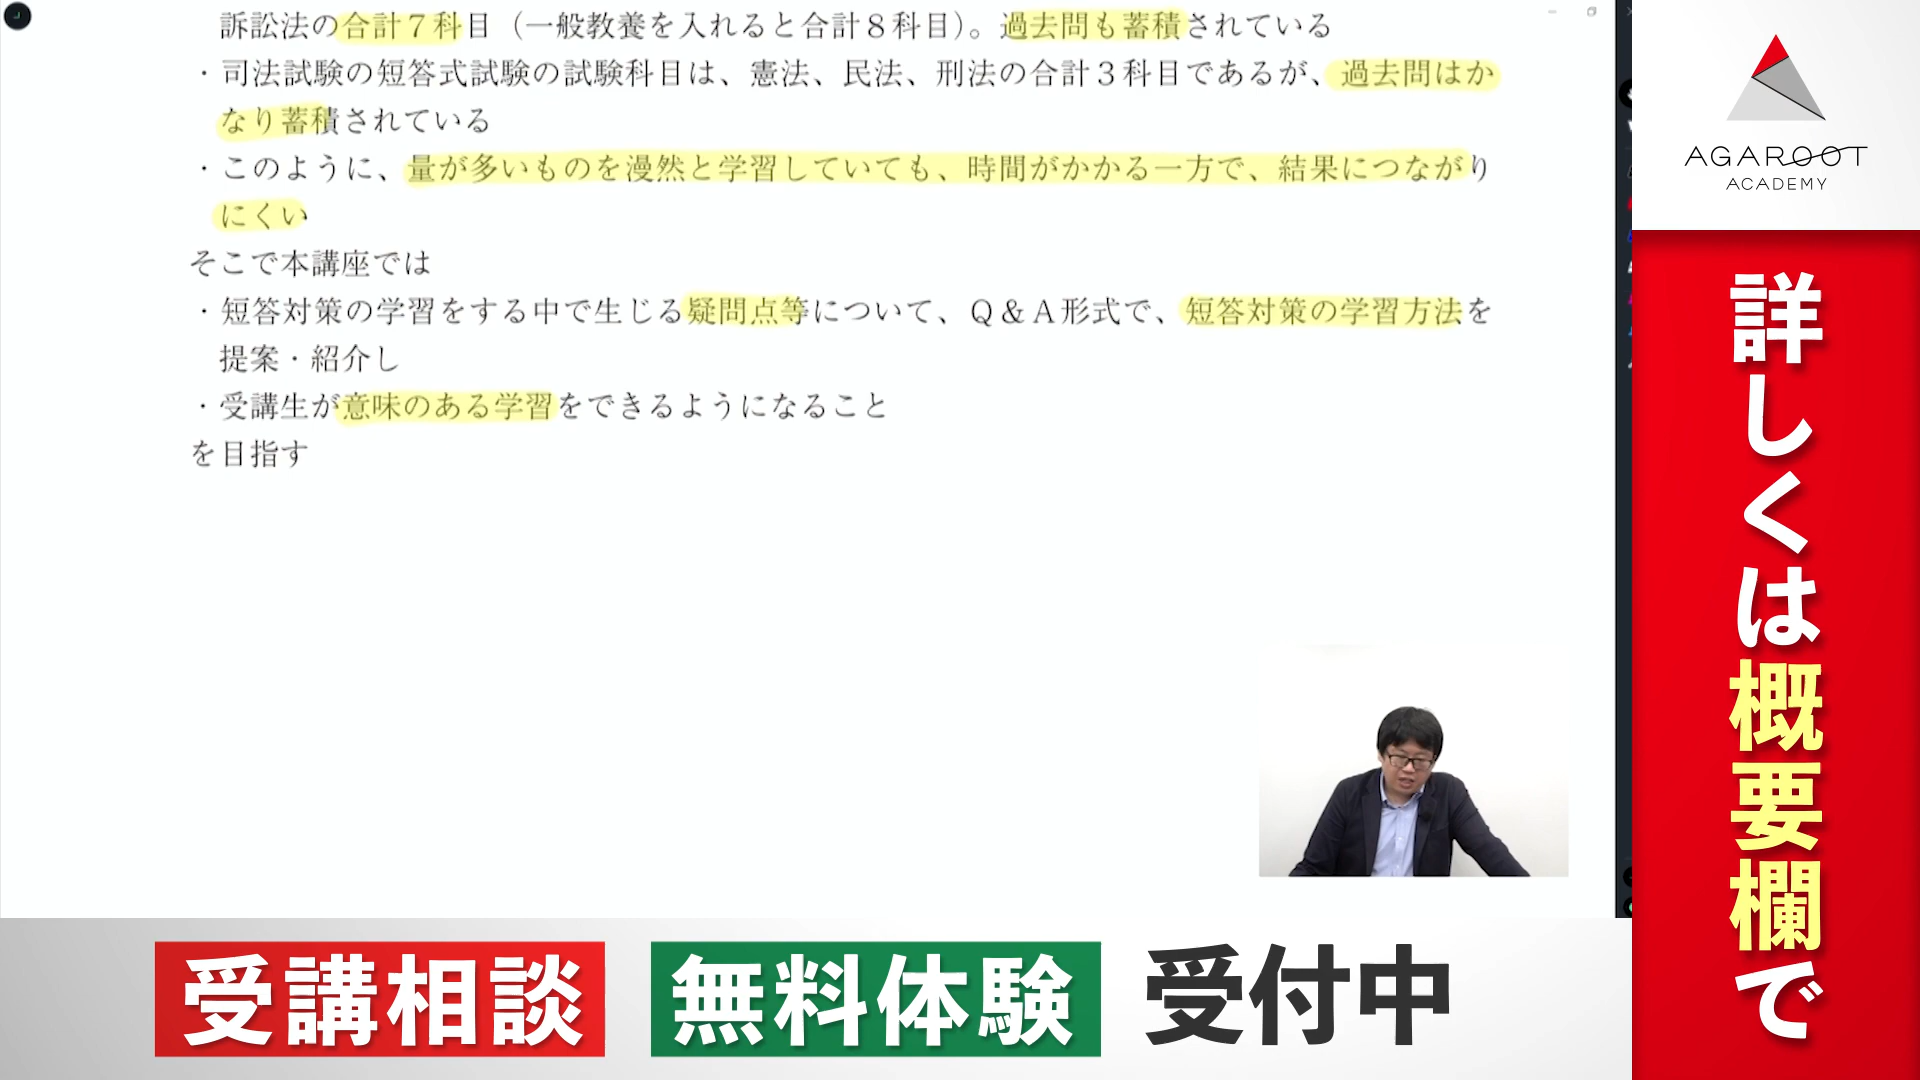 訴訟法の合計７科目（一般教養を入れると合計８科目）。過去問も蓄積されている
・司法試験の短答式試験の試験科目は、憲法、民法、刑法の合計３科目であるが、過去問はか
なり蓄積されている
・このように、量が多いものを漫然と学習していても、時間がかかる一方で、結果につながり
にくい
そこで本講座では
・短答対策の学習をする中で生じる疑問点等について、Ｑ＆Ａ形式で、短答対策の学習方法を
提案・紹介し
・受講生が意味のある学習をできるようになること
を目指す
AGAROOT
ACADEMY
詳しくは概要欄で
受講相談 無料体験 受付中